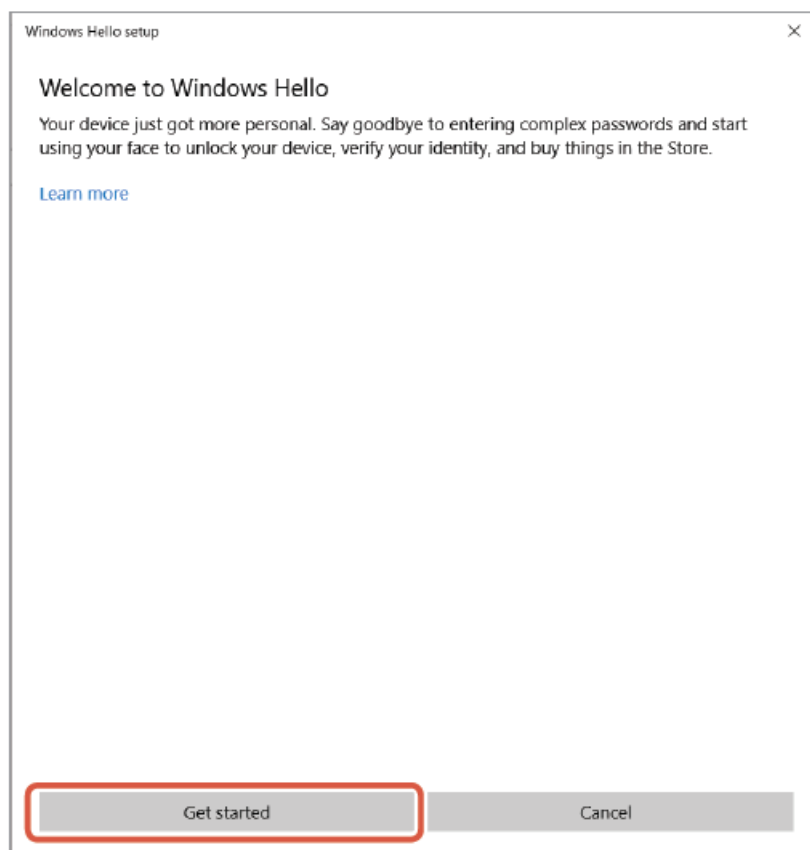 Windows Hello setup
Welcome to Windows Hello
Your device just got more personal. Say goodbye to entering complex passwords and start
using your face to unlock your device, verify your identity, and buy things in the Store.
Learn more
Get started
Cancel